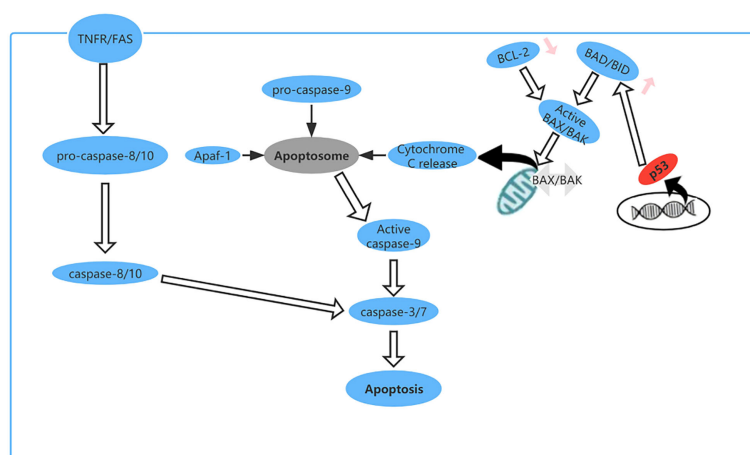 TNFR/FAS
BCL-2
BAD/BID
pro-caspase-9
Active
BAX/BAK
pro-caspase-8/10
Apaf-1
Apoptosome
Cytochrome
C release
BAX/BAK
p53
Active
caspase-9
caspase-8/10
caspase-3/7
Apoptosis